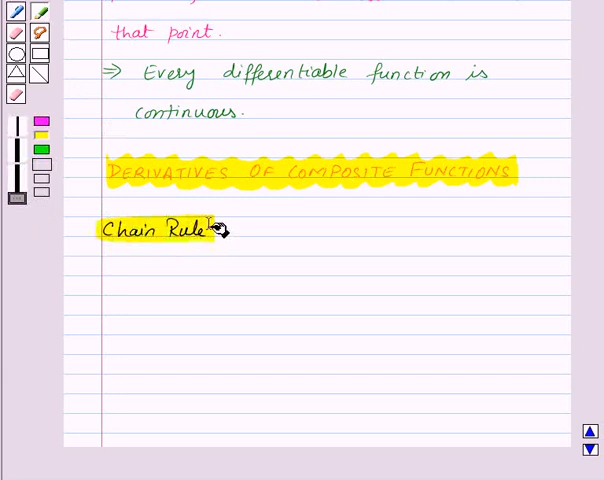 that point.
⇒ Every differentiable function is
continuous.
DERIVATIVES OF COMPOSITE FUNCTIONS
Chain Rule